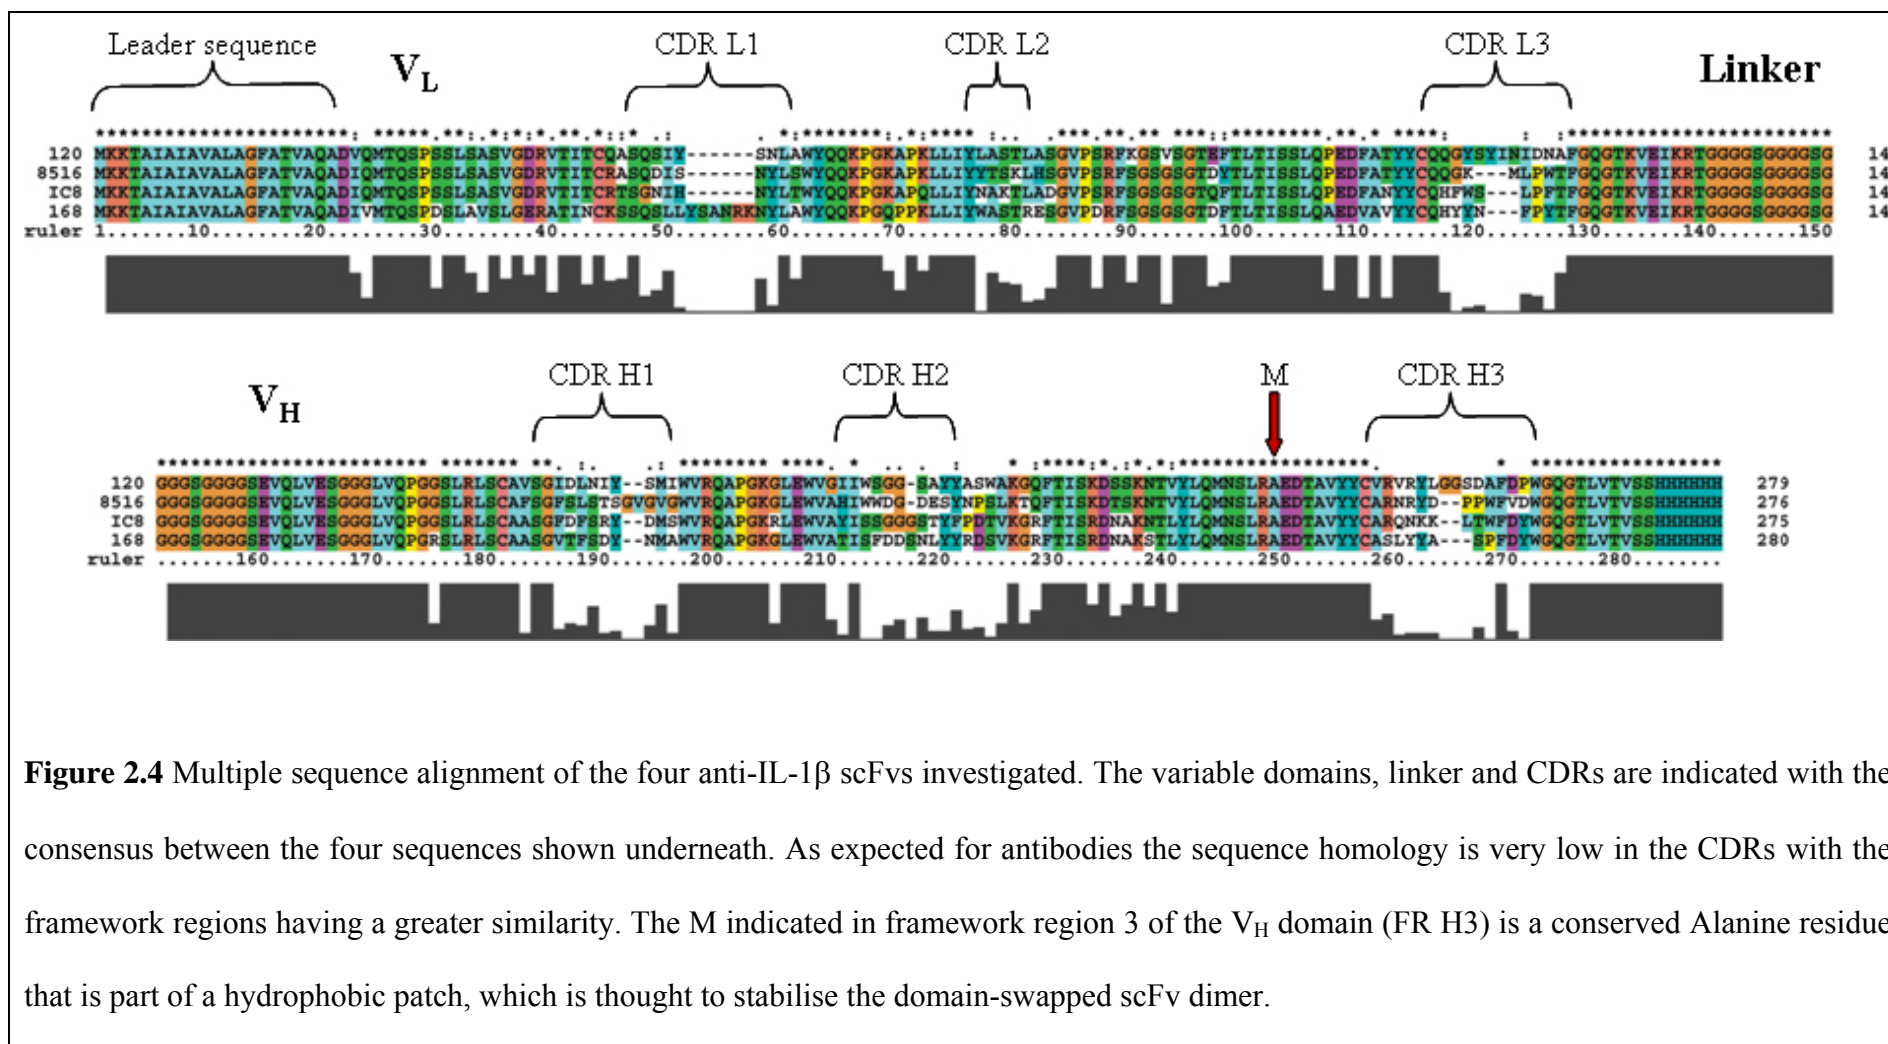 Leader sequence
V_L
CDR L1
CDR L2
CDR L3
Linker
120 MKKTAIAIAVALAGFATVAQADVQMTQSPSSLSASVGDRVTITCQASQSIY------SNLAWYQQKPGKAPKLLIYLASTLASGVPSRFKGSVSGTEFTLTISSLQPEDFATYYCQQGYSYINIDNAFGQGTKVEIKRTGGGGSGGGGSG 14
8516 MKKTAIAIAVALAGFATVAQADIQMTQSPSSLSASVGDRVTITCRASQDIS------NYLSWYQQKPGKAPKLLIYYTSKLHSGVPSRFSGSGSGTDYTLTISSLQPEDFATYYCQQGK---MLPWTFGQGTKVEIKRTGGGGSGGGGSG 14
IC8 MKKTAIAIAVALAGFATVAQADIQMTQSPSSLSASVGDRVTITCRTSGNIH------NYLTWYQQKPGKAPQLLIYNAKTLADGVPSRFSGSGSGTQFTLTISSLQPEDFANYYCQHFWS---LPFTFGQGTKVEIKRTGGGGSGGGGSG 14
168 MKKTAIAIAVALAGFATVAQADIVMTQSPDSLAVSLGERATINCKSSQSLLYSANRKNYLAWYQQKPGQPPKLLIYWASTRESGVPDRFSGSGSGTDFTLTISSLQAEDVAVYYCQHYYN---FPYTFGQGTKVEIKRTGGGGSGGGGSG 14
ruler 1.......10........20........30........40........50........60........70........80........90.......100.......110.......120.......130.......140.......150
V_H
CDR H1
CDR H2
M
CDR H3
120 GGGSGGGGSEVQLVESGGGLVQPGGSLRLSCAVSGIDLNIY--SMIWVRQAPGKGLEWVGIIWSGG-SAYYASWAKGQFTISKDSSKNTVYLQMNSLRAEDTAVYYCVRVRYLGGSDAFDPWGQGTLVTVSSHHHHHH 279
8516 GGGSGGGGSEVQLVESGGGLVQPGGSLRLSCAFSGFSLSTSGVGVGWVRQAPGKGLEWVAHIWWDG-DESYNPSLKTQFTISKDTSKNTVYLQMNSLRAEDTAVYYCARNRYD--PPWFVDWGQGTLVTVSSHHHHHH 276
IC8 GGGSGGGGSEVQLVESGGGLVQPGGSLRLSCAASGFDFSRY--DMSWVRQAPGKRLEWVAYISSGGGSTYFPDTVKGRFTISRDNAKNTLYLQMNSLRAEDTAVYYCARQNKK--LTWFDYWGQGTLVTVSSHHHHHH 275
168 GGGSGGGGSEVQLVESGGGLVQPGRSLRLSCAASGVTFSDY--NMAWVRQAPGKGLEWVATISFDDSNLYYRDSVKGRFTISRDNAKSTLYLQMNSLRAEDTAVYYCASLYYA---SPFDYWGQGTLVTVSSHHHHHH 280
ruler .......160.......170.......180.......190.......200.......210.......220.......230.......240.......250.......260.......270.......280.........
Figure 2.4 Multiple sequence alignment of the four anti-IL-1β scFvs investigated. The variable domains, linker and CDRs are indicated with the
consensus between the four sequences shown underneath. As expected for antibodies the sequence homology is very low in the CDRs with the
framework regions having a greater similarity. The M indicated in framework region 3 of the V_H domain (FR H3) is a conserved Alanine residue
that is part of a hydrophobic patch, which is thought to stabilise the domain-swapped scFv dimer.